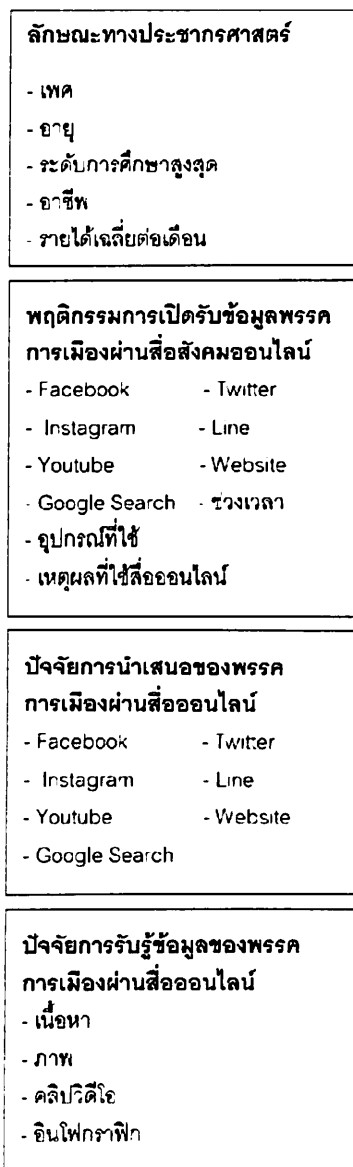 ลักษณะทางประชากรศาสตร์
- เพศ
- อายุ
- ระดับการศึกษาสูงสุด
- อาชีพ
- รายได้เฉลี่ยต่อเดือน
พฤติกรรมการเปิดรับข้อมูลพรรค
การเมืองผ่านสื่อสังคมออนไลน์
- Facebook - Twitter
- Instagram - Line
- Youtube - Website
- Google Search - ช่วงเวลา
- อุปกรณ์ที่ใช้
- เหตุผลที่ใช้สื่อออนไลน์
ปัจจัยการนำเสนอของพรรค
การเมืองผ่านสื่อออนไลน์
- Facebook - Twitter
- Instagram - Line
- Youtube - Website
- Google Search
ปัจจัยการรับรู้ข้อมูลของพรรค
การเมืองผ่านสื่อออนไลน์
- เนื้อหา
- ภาพ
- คลิปวิดีโอ
- อินโฟกราฟิก